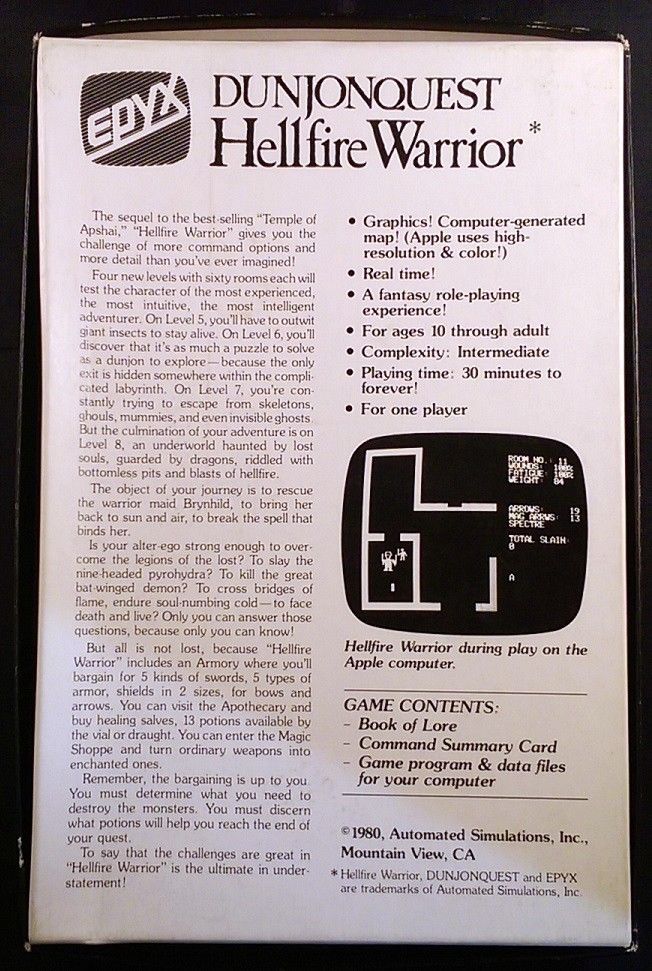 EPYX
DUNJONQUEST
Hellfire Warrior*
The sequel to the best-selling "Temple of
Apshai," "Hellfire Warrior" gives you the
challenge of more command options and
more detail than you've ever imagined!
Four new levels with sixty rooms each will
test the character of the most experienced,
the most intuitive, the most intelligent
adventurer. On Level 5, you'll have to outwit
giant insects to stay alive. On Level 6, you'll
discover that it's as much a puzzle to solve
as a dunjon to explore—because the only
exit is hidden somewhere within the compli-
cated labyrinth. On Level 7, you're con-
stantly trying to escape from skeletons,
ghouls, mummies, and even invisible ghosts.
But the culmination of your adventure is on
Level 8, an underworld haunted by lost
souls, guarded by dragons, riddled with
bottomless pits and blasts of hellfire.
The object of your journey is to rescue
the warrior maid Brynhild, to bring her
back to sun and air, to break the spell that
binds her.
Is your alter-ego strong enough to over-
come the legions of the lost? To slay the
nine-headed pyrohydra? To kill the great
bat-winged demon? To cross bridges of
flame, endure soul-numbing cold—to face
death and live? Only you can answer those
questions, because only you can know!
But all is not lost, because "Hellfire
Warrior" includes an Armory where you'll
bargain for 5 kinds of swords, 5 types of
armor, shields in 2 sizes, for bows and
arrows. You can visit the Apothecary and
buy healing salves, 13 potions available by
the vial or draught. You can enter the Magic
Shoppe and turn ordinary weapons into
enchanted ones.
Remember, the bargaining is up to you.
You must determine what you need to
destroy the monsters. You must discern
what potions will help you reach the end of
your quest.
To say that the challenges are great in
"Hellfire Warrior" is the ultimate in under-
statement!
• Graphics! Computer-generated
map! (Apple uses high-
resolution & color!)
• Real time!
• A fantasy role-playing
experience!
• For ages 10 through adult
• Complexity: Intermediate
• Playing time: 30 minutes to
forever!
• For one player
ROOM NO.: 11
WOUNDS: 100%
FATIGUE: 100%
WEIGHT: 84
ARROWS: 19
MAG ARRWS: 13
SPECTRE
TOTAL SLAIN:
0
A
Hellfire Warrior during play on the
Apple computer.
GAME CONTENTS:
- Book of Lore
- Command Summary Card
- Game program & data files
for your computer
©1980, Automated Simulations, Inc.,
Mountain View, CA
* Hellfire Warrior, DUNJONQUEST and EPYX
are trademarks of Automated Simulations, Inc.